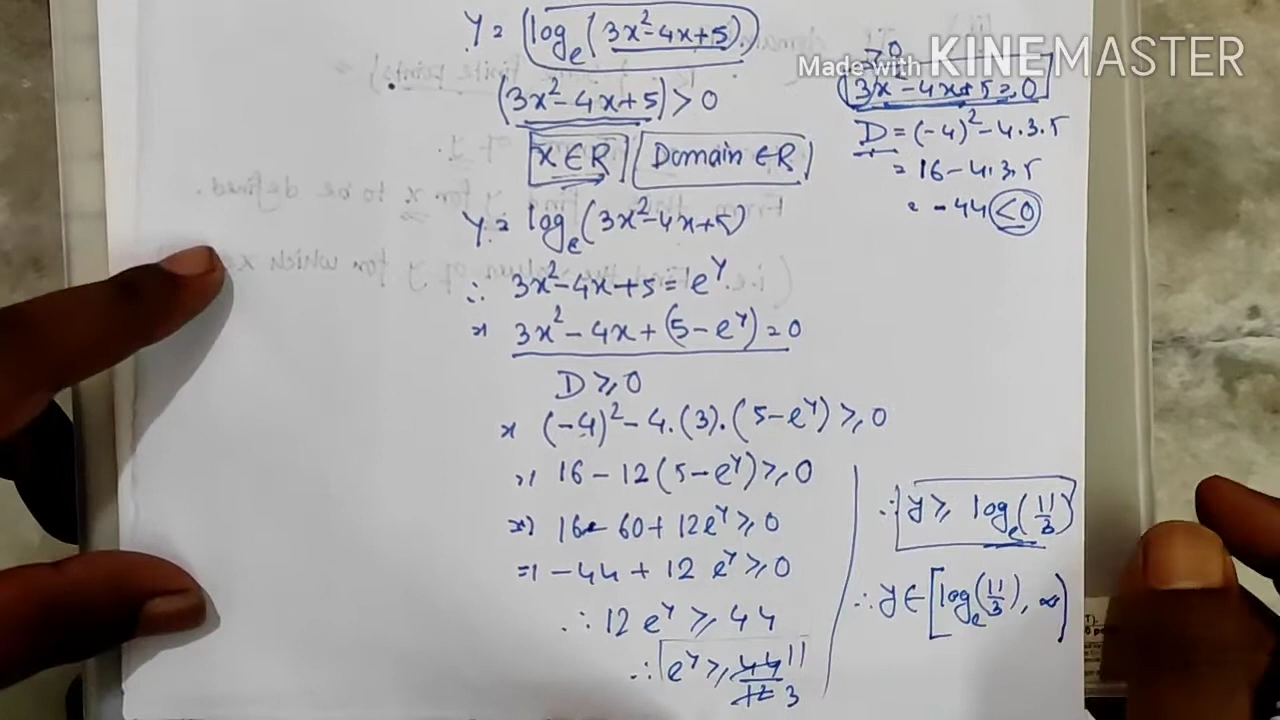 Y = (log_e(3x²-4x+5))
(3x²-4x+5) > 0
x ∈ R Domain ∈ R
y = log_e(3x²-4x+5)
∴ 3x²-4x+5 = e^y
⇒ 3x²-4x+(5-e^y) = 0
D ≥ 0
⇒ (-4)²-4.(3).(5-e^y) ≥ 0
⇒ 16-12(5-e^y) ≥ 0
⇒ 16-60+12e^y ≥ 0
⇒ -44+12e^y ≥ 0
∴ 12e^y ≥ 44
∴ e^y ≥ 44/12 11/3
Made with KINEMASTER
> 0
3x²-4x+5 = 0
D = (-4)²-4.3.5
= 16-4.3.5
= -44 < 0
∴ y ≥ log_e(11/3)
∴ y ∈ [log_e(11/3), ∞)